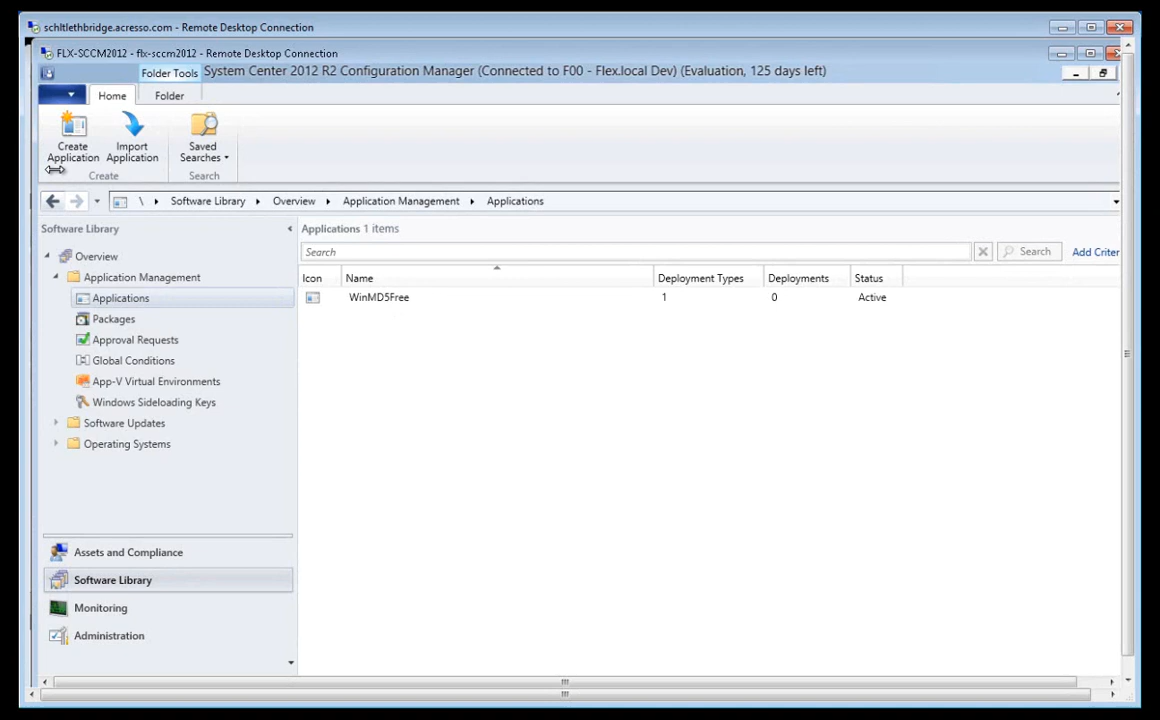 schltlethbridge.acresso.com - Remote Desktop Connection
FLX-SCCM2012 - flx-sccm2012 - Remote Desktop Connection
Folder Tools System Center 2012 R2 Configuration Manager (Connected to F00 - Flex.local Dev) (Evaluation, 125 days left)
Home Folder
Create Application
Import Application
Saved Searches
Create Search
\ Software Library Overview Application Management Applications
Software Library
Applications 1 items
Search
Search
Add Criter
Icon Name Deployment Types Deployments Status
WinMD5Free 1 0 Active
Overview
Application Management
Applications
Packages
Approval Requests
Global Conditions
App-V Virtual Environments
Windows Sideloading Keys
Software Updates
Operating Systems
Assets and Compliance
Software Library
Monitoring
Administration